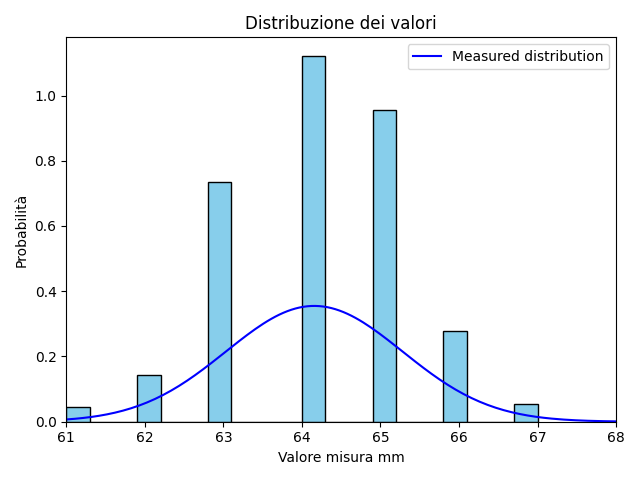 Distribuzione dei valori
Measured distribution
Probabilità
1.0
0.8
0.6
0.4
0.2
0.0
61 62 63 64 65 66 67 68
Valore misura mm